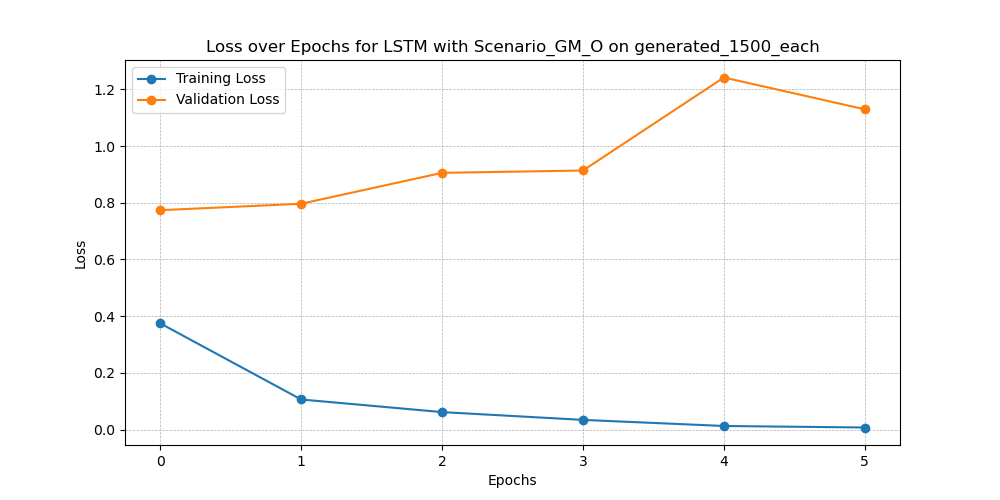 Loss over Epochs for LSTM with Scenario_GM_O on generated_1500_each
Training Loss
Validation Loss
1.2
1.0
0.8
0.6
0.4
0.2
0.0
Loss
0 1 2 3 4 5
Epochs